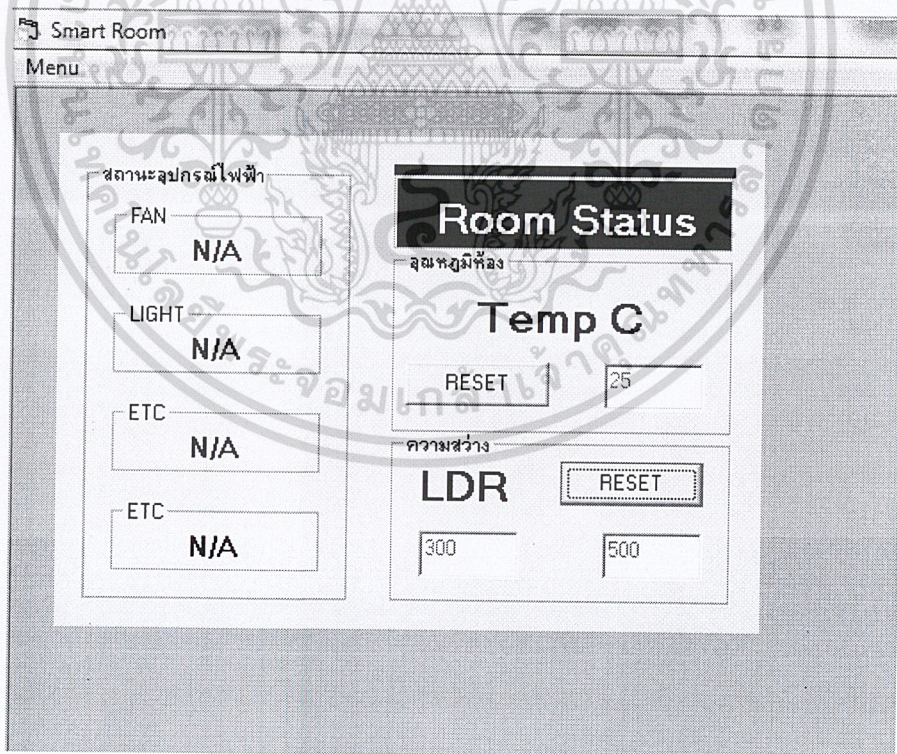 Smart Room
Menu
สถานะอุปกรณ์ไฟฟ้า
FAN
N/A
LIGHT
N/A
ETC
N/A
ETC
N/A
Room Status
อุณหภูมิห้อง
Temp C
RESET
25
ความสว่าง
LDR
RESET
300
500